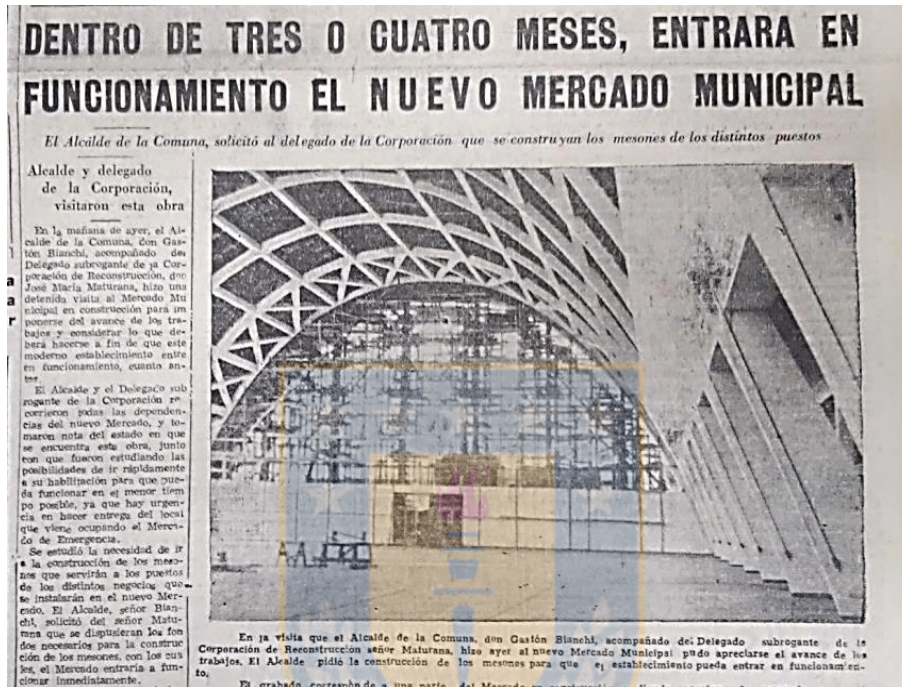 DENTRO DE TRES O CUATRO MESES, ENTRARA EN
FUNCIONAMIENTO EL NUEVO MERCADO MUNICIPAL
El Alcalde de la Comuna, solicitó al delegado de la Corporación que se construyan los mesones de los distintos puestos
Alcalde y delegado
de la Corporación,
visitaron esta obra
En la mañana de ayer, el Al-
calde de la Comuna, don Gas-
tón Bianchi, acompañado del
Delegado subrogante de la Cor-
poración de Reconstrucción, don
José María Maturana, hizo una
detenida visita al Mercado Mu
nicipal en construcción para im
ponerse del avance de los tra-
bajos y considerar lo que de-
berá hacerse a fin de que este
moderno establecimiento entre
en funcionamiento, cuanto an-
tes.
El Alcalde y el Delegado sub
rogante de la Corporación re-
corrieron todas las dependen-
cias del nuevo Mercado, y to-
maron nota del estado en que
se encuentra esta obra, junto
con que fueron estudiando las
posibilidades de ir rápidamente
a su habilitación para que pue-
da funcionar en el menor tiem
po posible, ya que hay urgen-
cia en hacer entrega del local
que viene ocupando el Merca-
do de Emergencia.
Se estudió la necesidad de ir
a la construcción de los meso-
nes que servirán a los puestos
de los distintos negocios que
se instalarán en el nuevo Mer-
cado. El Alcalde, señor Bian-
chi, solicitó del señor Matu-
rana que se dispusieran los fon
dos necesarios para la construc
ción de los mesones, con los cua
les, el Mercado entraría a fun-
cionar inmediatamente.
En la visita que el Alcalde de la Comuna, don Gastón Bianchi, acompañado del Delegado subrogante de la
Corporación de Reconstrucción señor Maturana, hizo ayer al nuevo Mercado Municipal pudo apreciarse el avance de los
trabajos. El Alcalde pidió la construcción de los mesones para que el establecimiento pueda entrar en funcionamien-
to.
El grabado corresponde a una parte del Mercado en construcción